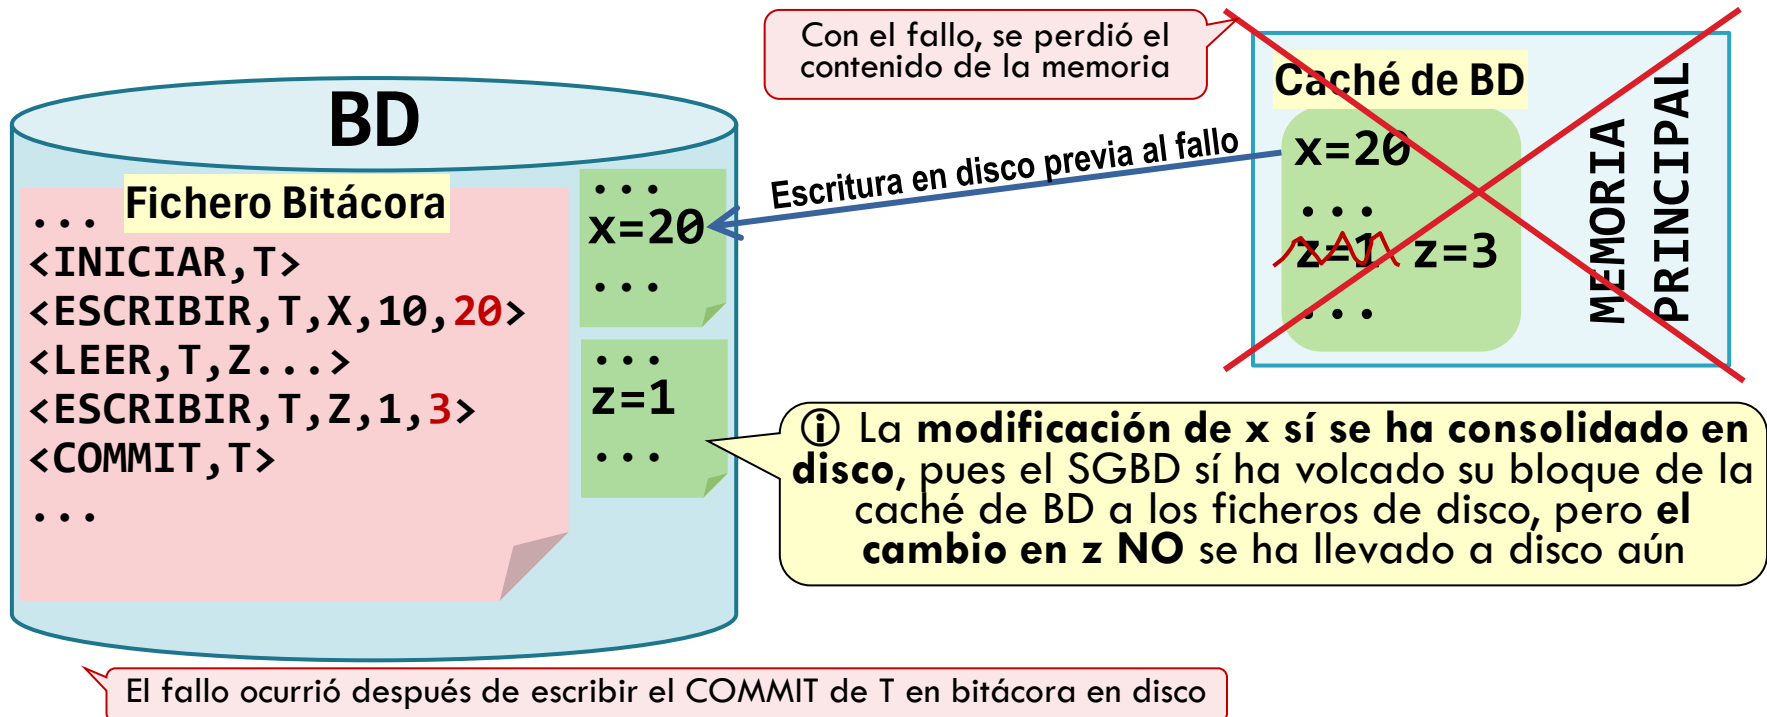 Con el fallo, se perdió el
contenido de la memoria
Caché de BD
x=20
...
z=1 z=3
...
MEMORIA
PRINCIPAL
Escritura en disco previa al fallo
BD
Fichero Bitácora
...
<INICIAR,T>
<ESCRIBIR,T,X,10,20>
<LEER,T,Z...>
<ESCRIBIR,T,Z,1,3>
<COMMIT,T>
...
...
x=20
...
...
z=1
...
ⓘ La modificación de x sí se ha consolidado en
disco, pues el SGBD sí ha volcado su bloque de la
caché de BD a los ficheros de disco, pero el
cambio en z NO se ha llevado a disco aún
El fallo ocurrió después de escribir el COMMIT de T en bitácora en disco